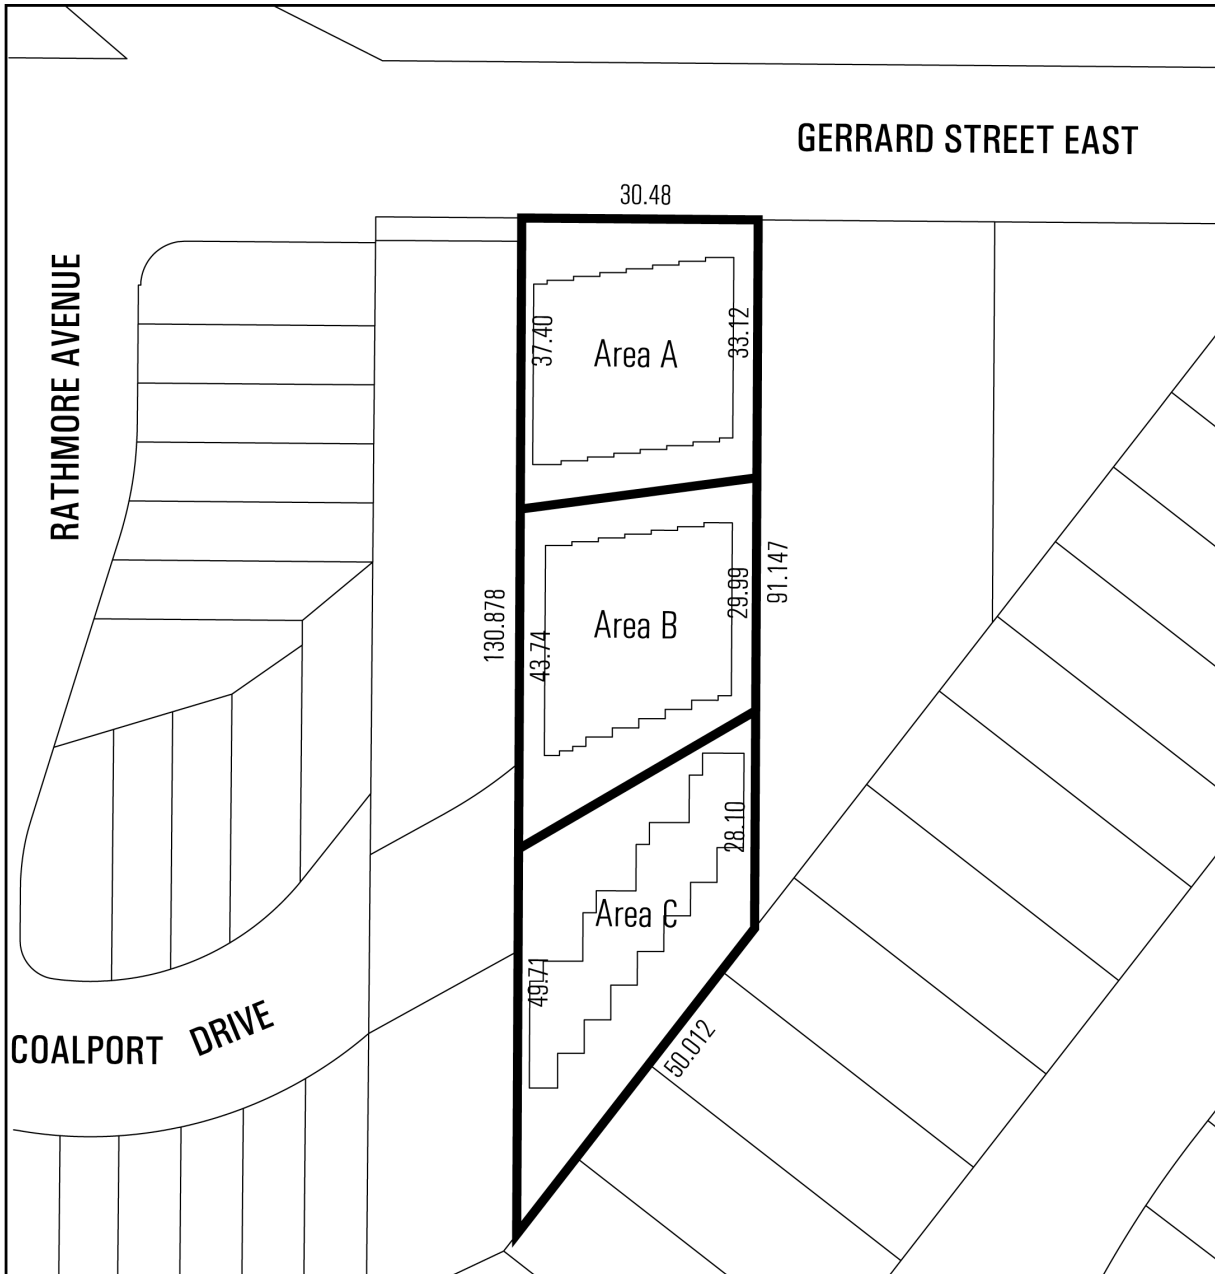 GERRARD STREET EAST
30.48
RATHMORE AVENUE
37.40
Area A
33.12
130.878
43.74
Area B
29.99
91.147
28.10
Area C
49.71
50.012
COALPORT DRIVE